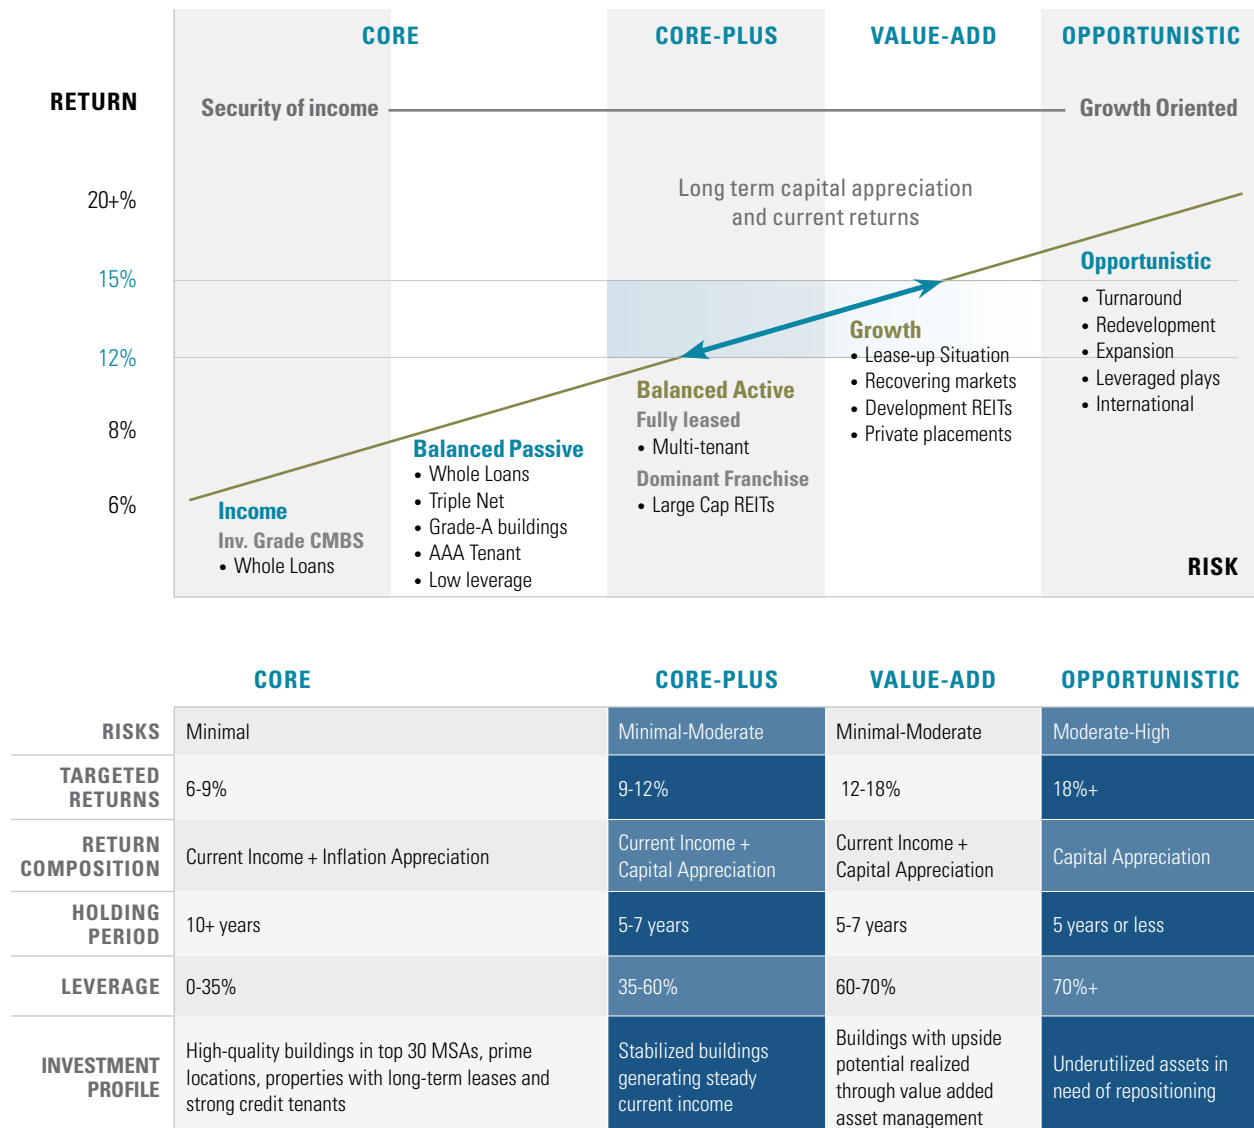 CORE
CORE-PLUS
VALUE-ADD
OPPORTUNISTIC
RETURN
Security of income
Growth Oriented
20+%
15%
12%
8%
6%
Long term capital appreciation
and current returns
Income
Inv. Grade CMBS
• Whole Loans
Balanced Passive
• Whole Loans
• Triple Net
• Grade-A buildings
• AAA Tenant
• Low leverage
Balanced Active
Fully leased
• Multi-tenant
Dominant Franchise
• Large Cap REITs
Growth
• Lease-up Situation
• Recovering markets
• Development REITs
• Private placements
Opportunistic
• Turnaround
• Redevelopment
• Expansion
• Leveraged plays
• International
RISK
CORE
CORE-PLUS
VALUE-ADD
OPPORTUNISTIC
RISKS
Minimal
Minimal-Moderate
Minimal-Moderate
Moderate-High
TARGETED
RETURNS
6-9%
9-12%
12-18%
18%+
RETURN
COMPOSITION
Current Income + Inflation Appreciation
Current Income +
Capital Appreciation
Current Income +
Capital Appreciation
Capital Appreciation
HOLDING
PERIOD
10+ years
5-7 years
5-7 years
5 years or less
LEVERAGE
0-35%
35-60%
60-70%
70%+
INVESTMENT
PROFILE
High-quality buildings in top 30 MSAs, prime
locations, properties with long-term leases and
strong credit tenants
Stabilized buildings
generating steady
current income
Buildings with upside
potential realized
through value added
asset management
Underutilized assets in
need of repositioning